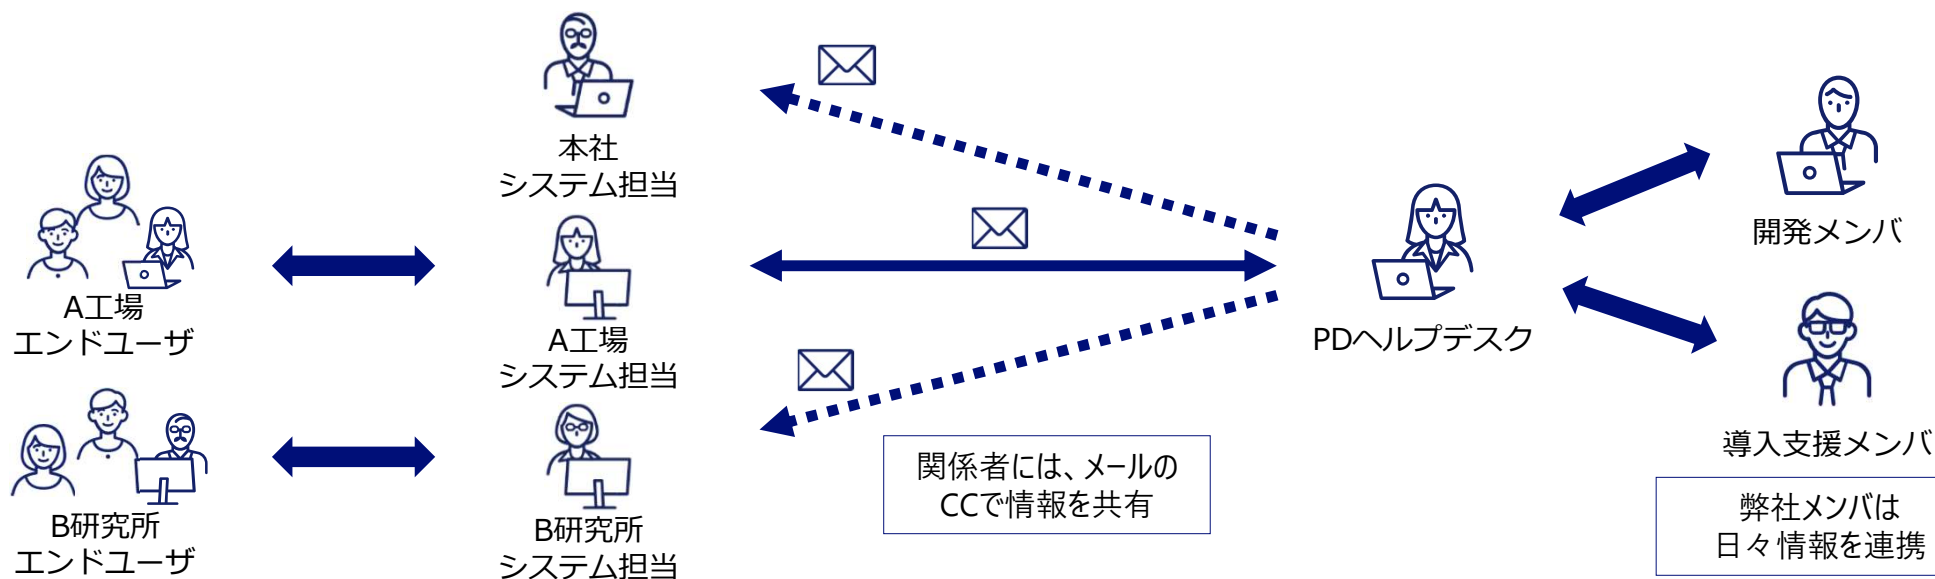 本社
システム担当
A工場
エンドユーザ
A工場
システム担当
B研究所
エンドユーザ
B研究所
システム担当
関係者には、メールの
CCで情報を共有
PDヘルプデスク
開発メンバ
導入支援メンバ
弊社メンバは
日々情報を連携